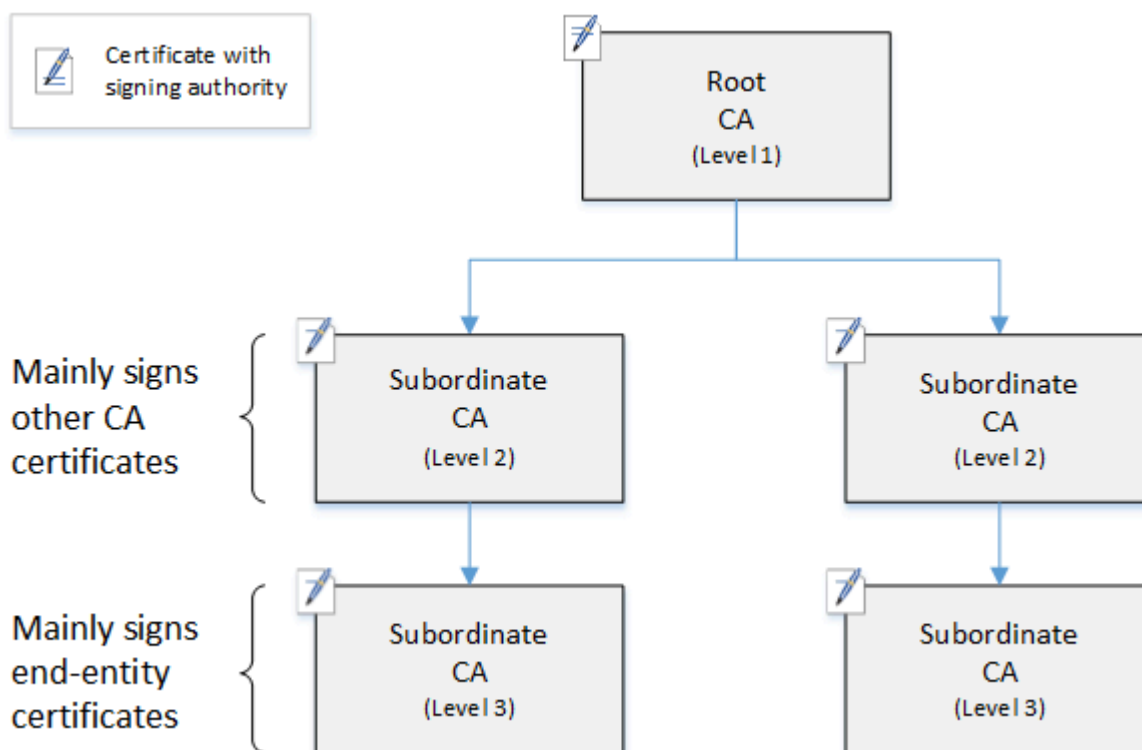 Certificate with
signing authority
Root
CA
(Level 1)
Mainly signs
other CA
certificates
Subordinate
CA
(Level 2)
Subordinate
CA
(Level 2)
Mainly signs
end-entity
certificates
Subordinate
CA
(Level 3)
Subordinate
CA
(Level 3)